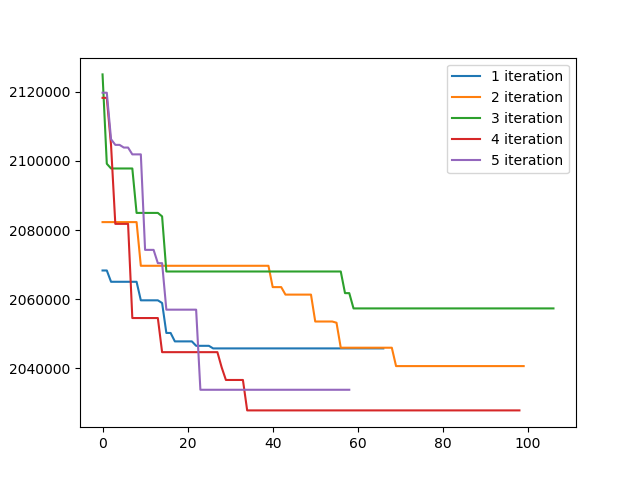 2120000
2100000
2080000
2060000
2040000
0 20 40 60 80 100
1 iteration
2 iteration
3 iteration
4 iteration
5 iteration